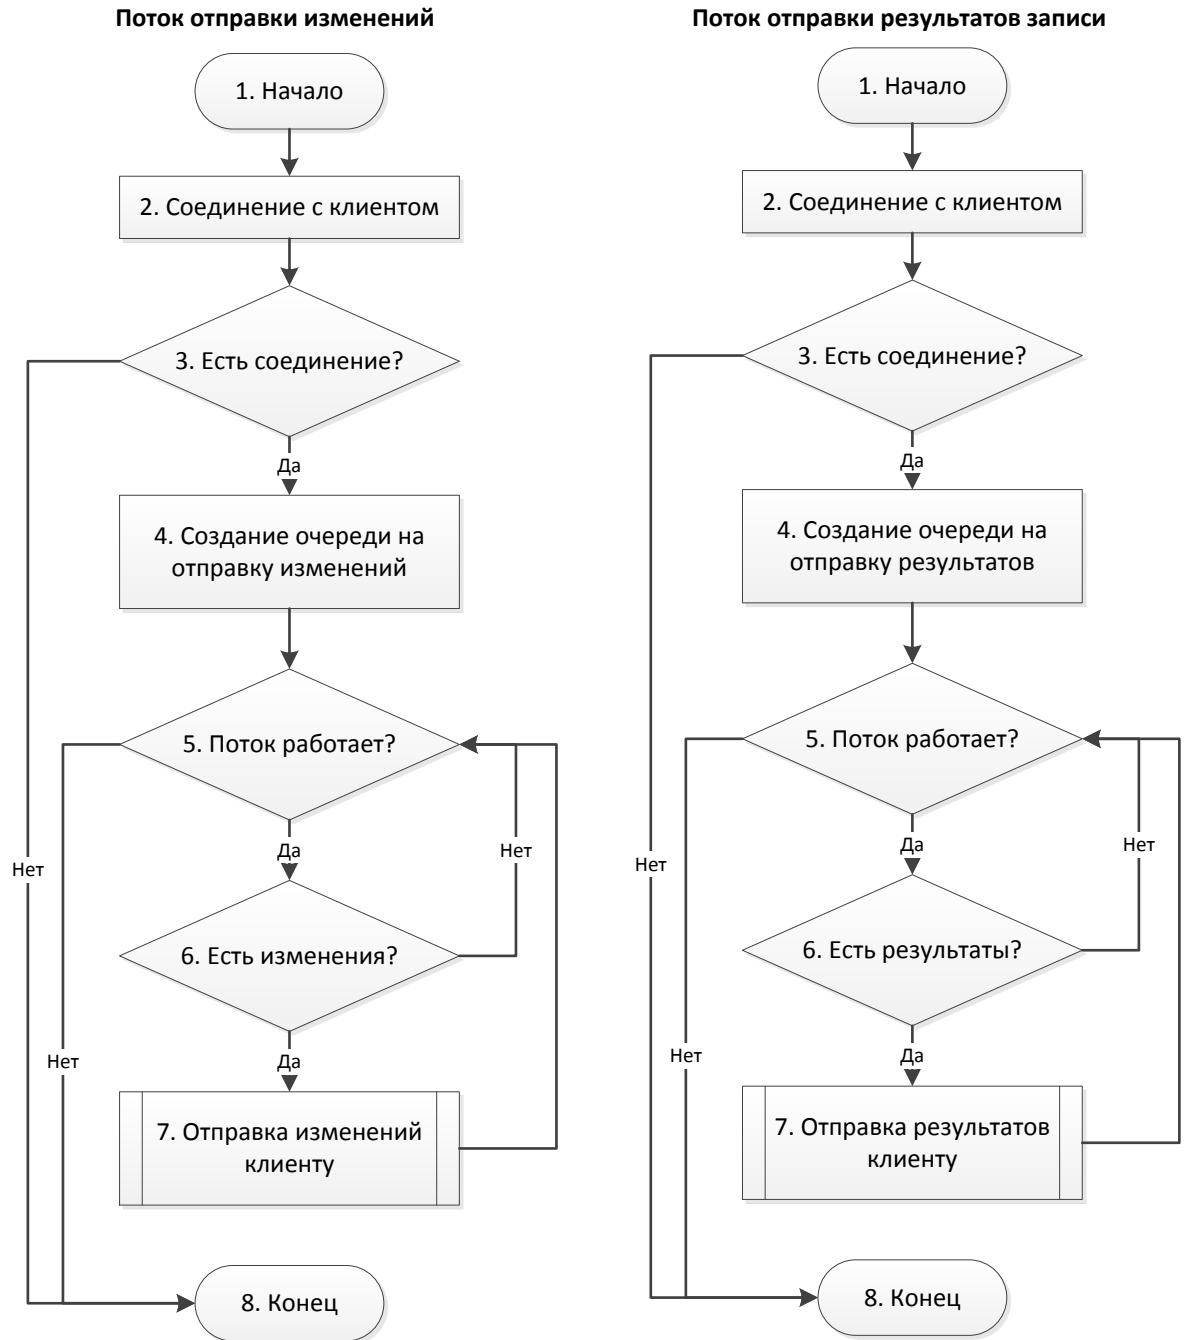 Поток отправки изменений
1. Начало
2. Соединение с клиентом
3. Есть соединение?
Да
4. Создание очереди на
отправку изменений
5. Поток работает?
Да
Нет
Нет
6. Есть изменения?
Нет
Да
7. Отправка изменений
клиенту
8. Конец
Поток отправки результатов записи
1. Начало
2. Соединение с клиентом
3. Есть соединение?
Да
4. Создание очереди на
отправку результатов
5. Поток работает?
Да
Нет
Нет
6. Есть результаты?
Нет
Да
7. Отправка результатов
клиенту
8. Конец